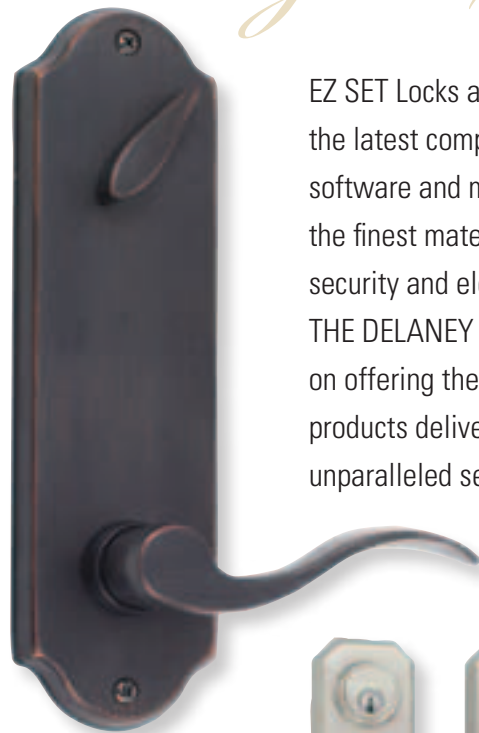 EZ SET Locks a
the latest comp
software and m
the finest mate
security and ele
THE DELANEY
on offering the
products delive
unparalleled se